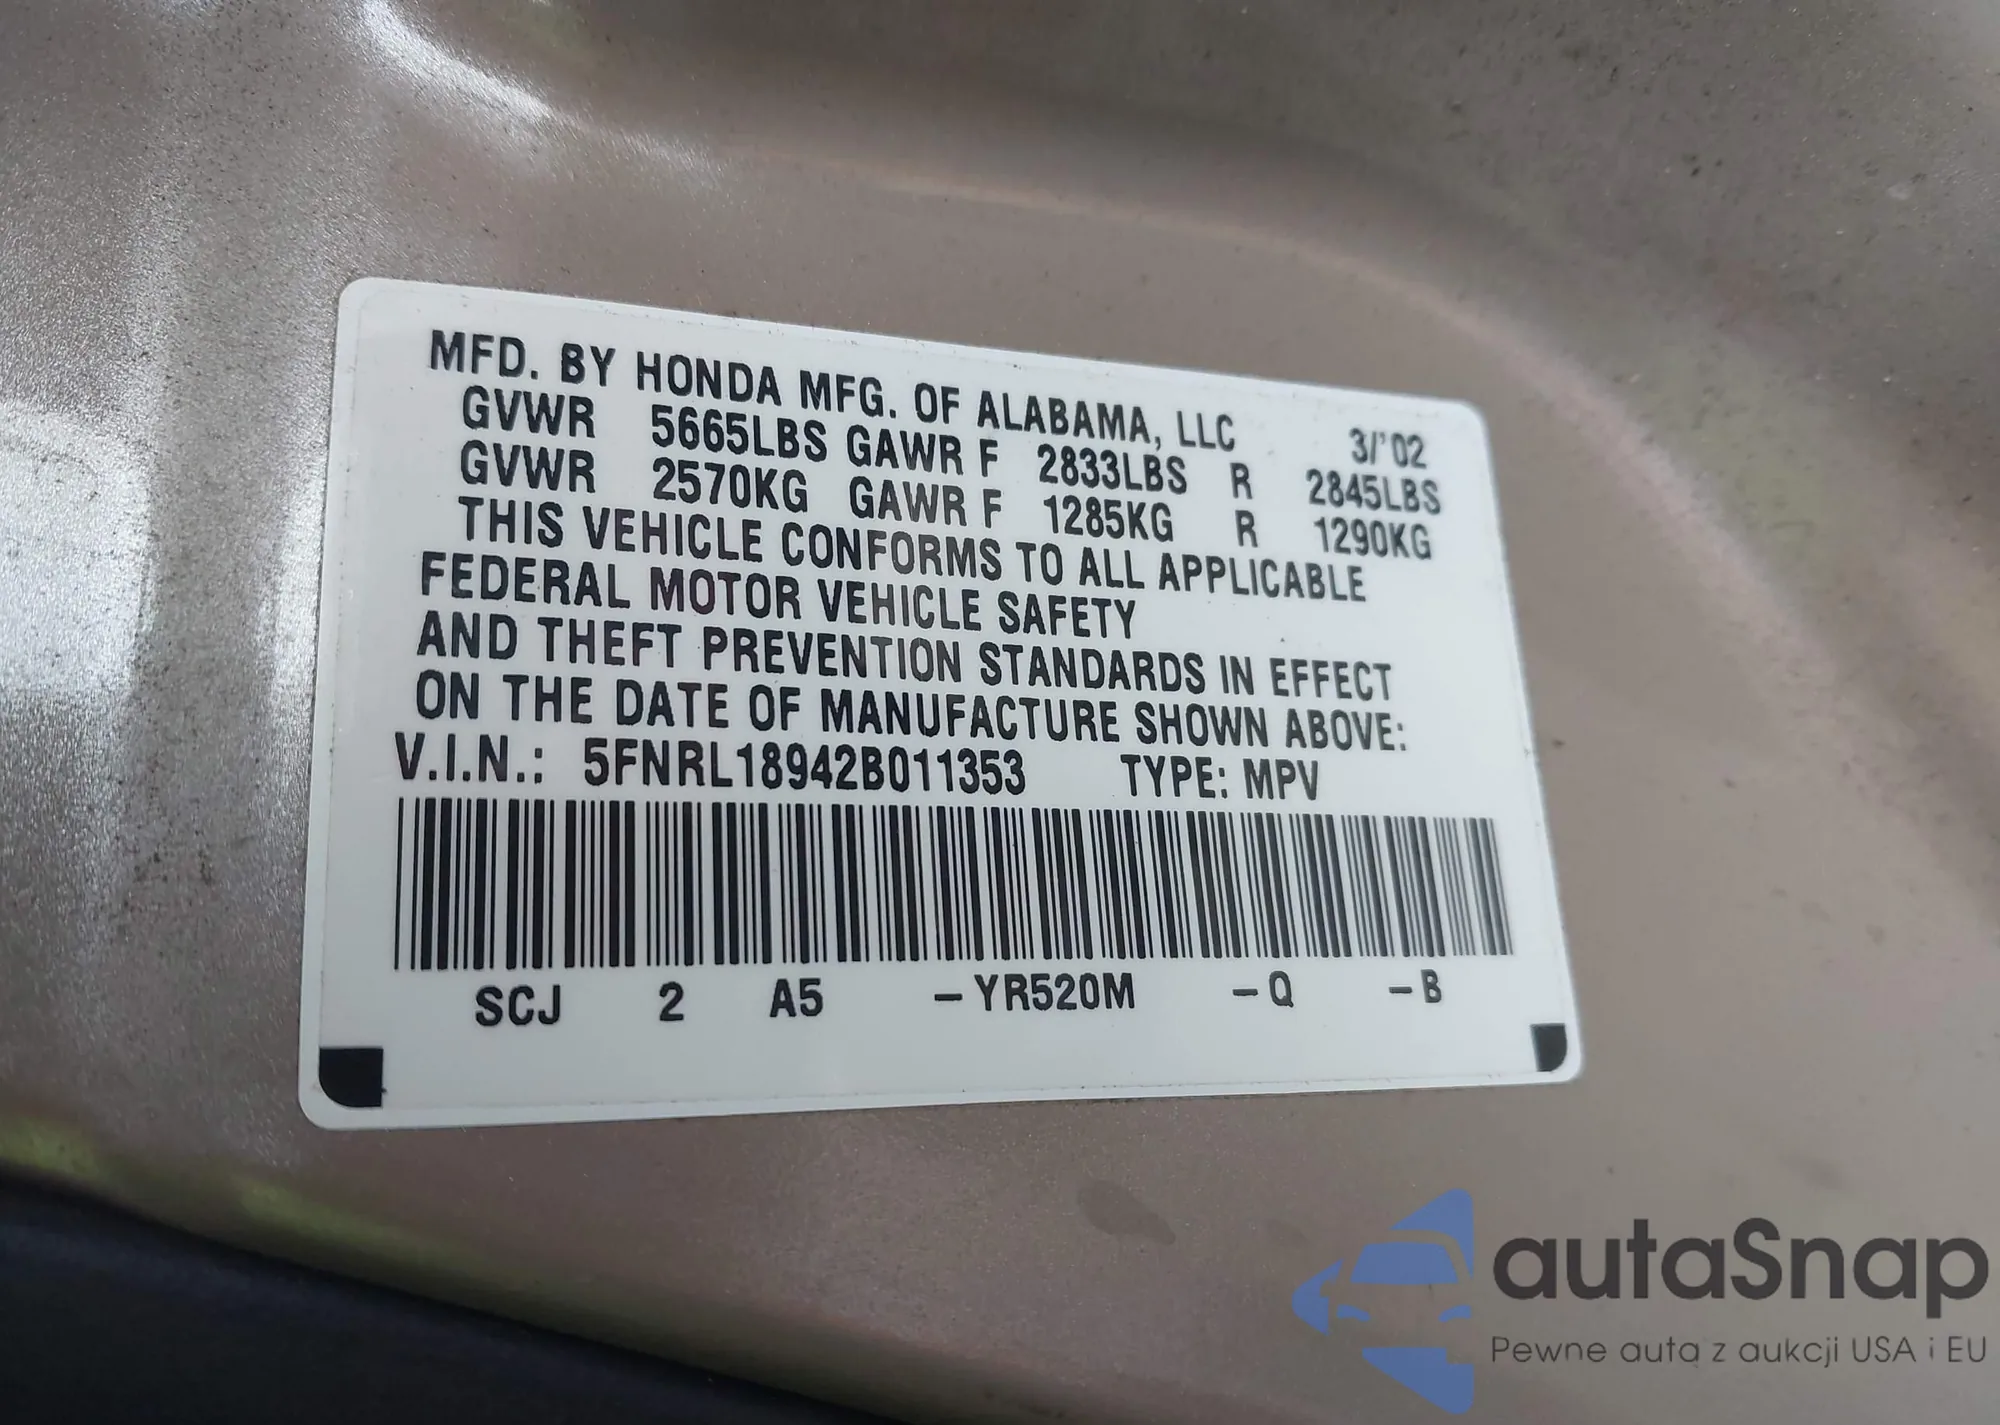 MFD. BY HONDA MFG. OF ALABAMA, LLC 3/'02
GVWR 5665LBS GAWR F 2833LBS R 2845LBS
GVWR 2570KG GAWR F 1285KG R 1290KG
THIS VEHICLE CONFORMS TO ALL APPLICABLE
FEDERAL MOTOR VEHICLE SAFETY
AND THEFT PREVENTION STANDARDS IN EFFECT
ON THE DATE OF MANUFACTURE SHOWN ABOVE:
V.I.N.: 5FNRL18942B011353 TYPE: MPV
SCJ 2 A5 -YR520M -Q -B
autaSnap
Pewne auta z aukcji USA i EU